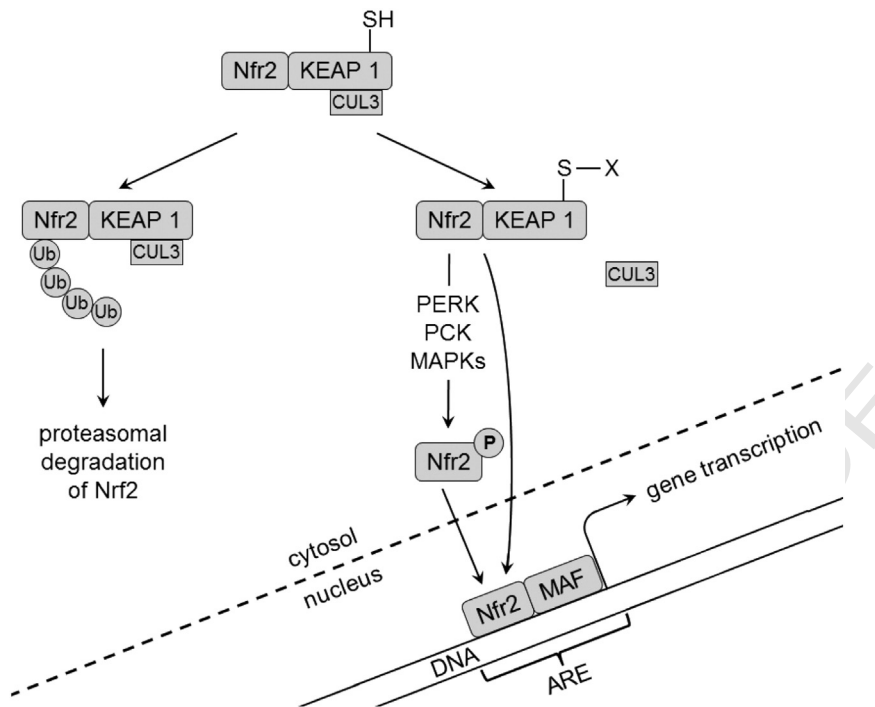 SH
Nfr2 KEAP 1
CUL3
S—X
Nfr2 KEAP 1
CUL3
Ub
Ub
Ub
Ub
Nfr2 KEAP 1
CUL3
PERK
PCK
MAPKs
proteasomal
degradation
of Nrf2
Nfr2 P
gene transcription
cytosol
nucleus
Nfr2 MAF
DNA
ARE